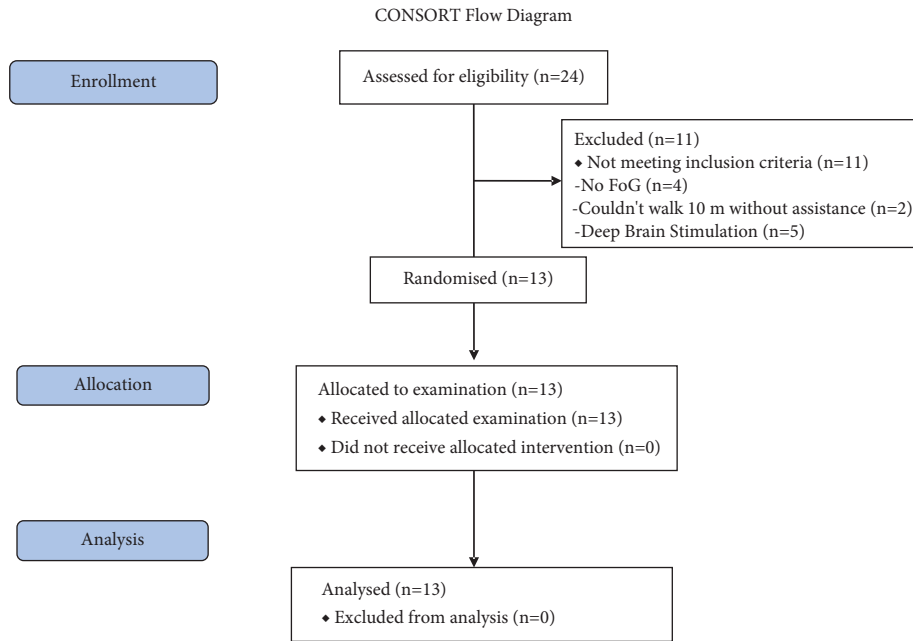 CONSORT Flow Diagram
Enrollment
Assessed for eligibility (n=24)
Excluded (n=11)
◆ Not meeting inclusion criteria (n=11)
-No FoG (n=4)
-Couldn't walk 10 m without assistance (n=2)
-Deep Brain Stimulation (n=5)
Randomised (n=13)
Allocation
Allocated to examination (n=13)
◆ Received allocated examination (n=13)
◆ Did not receive allocated intervention (n=0)
Analysis
Analysed (n=13)
◆ Excluded from analysis (n=0)